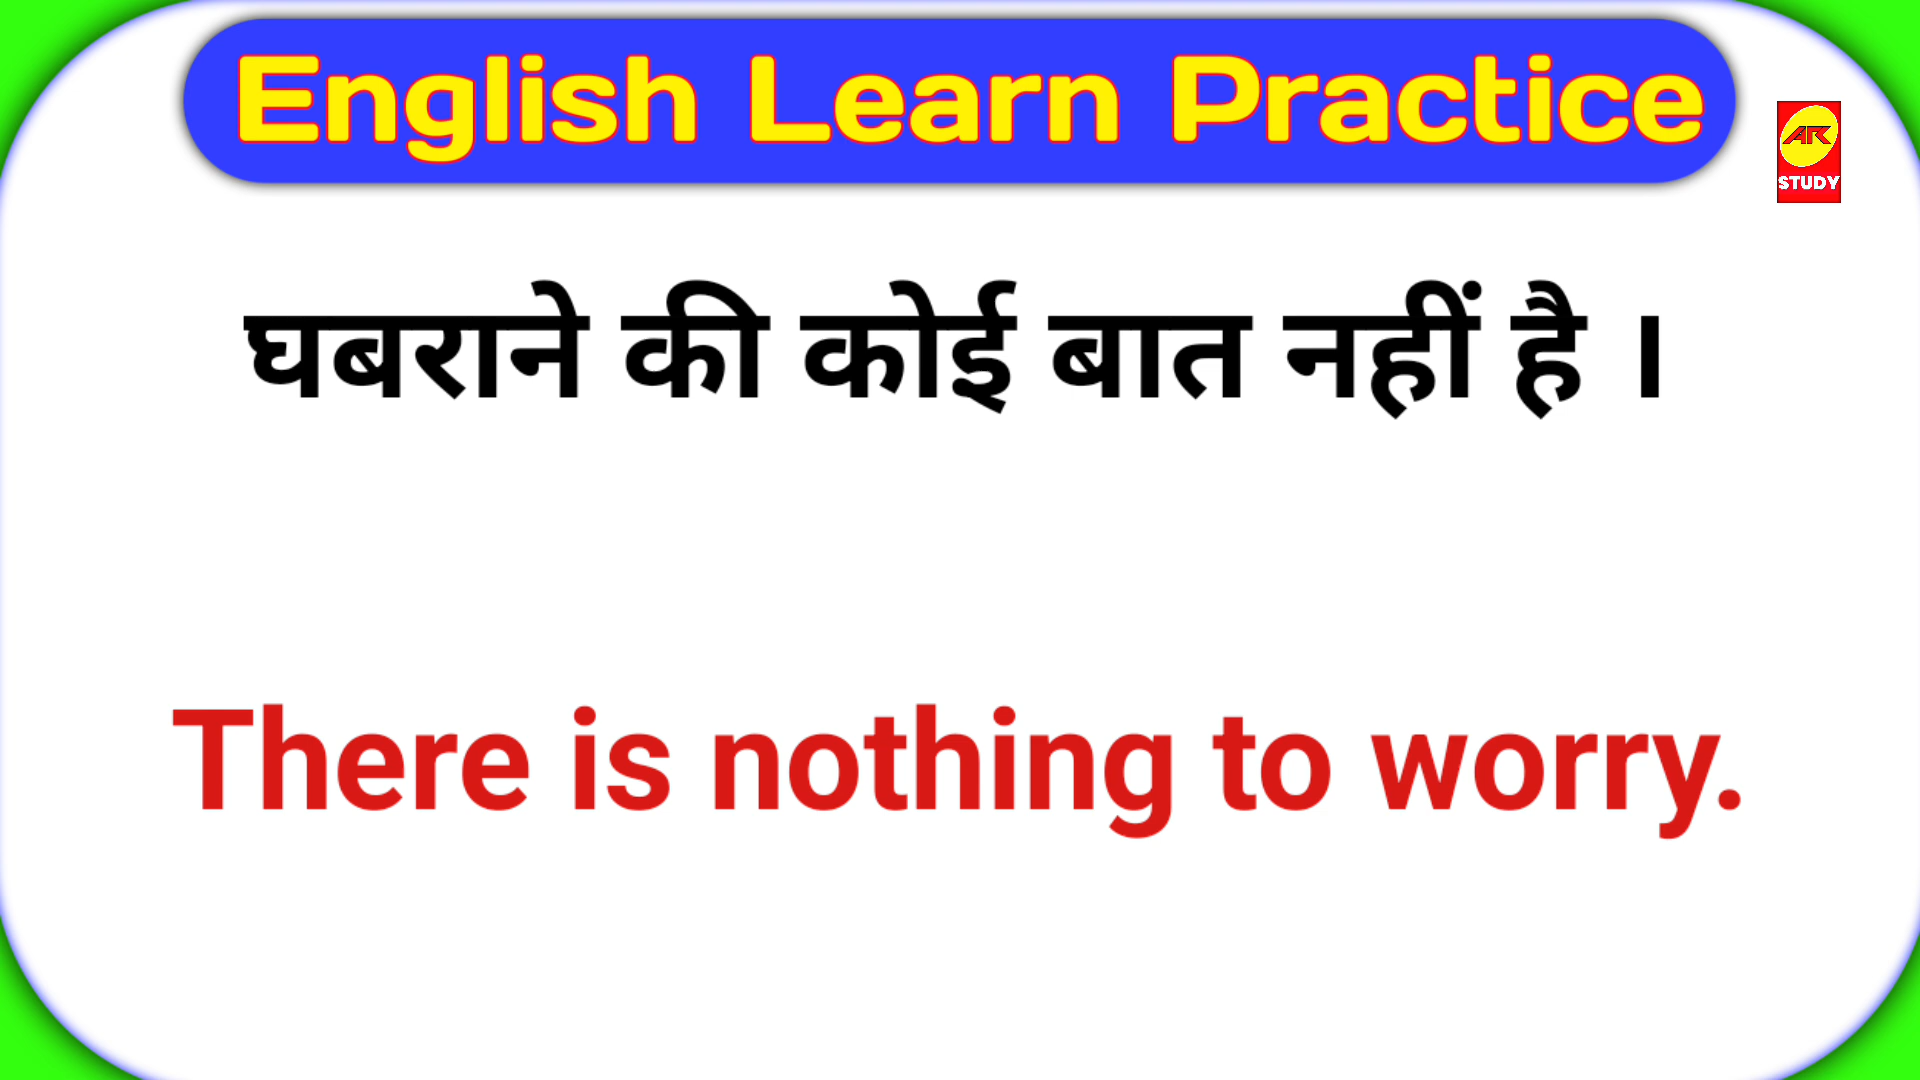 English Learn Practice
AR
STUDY
घबराने की कोई बात नहीं है ।
There is nothing to worry.